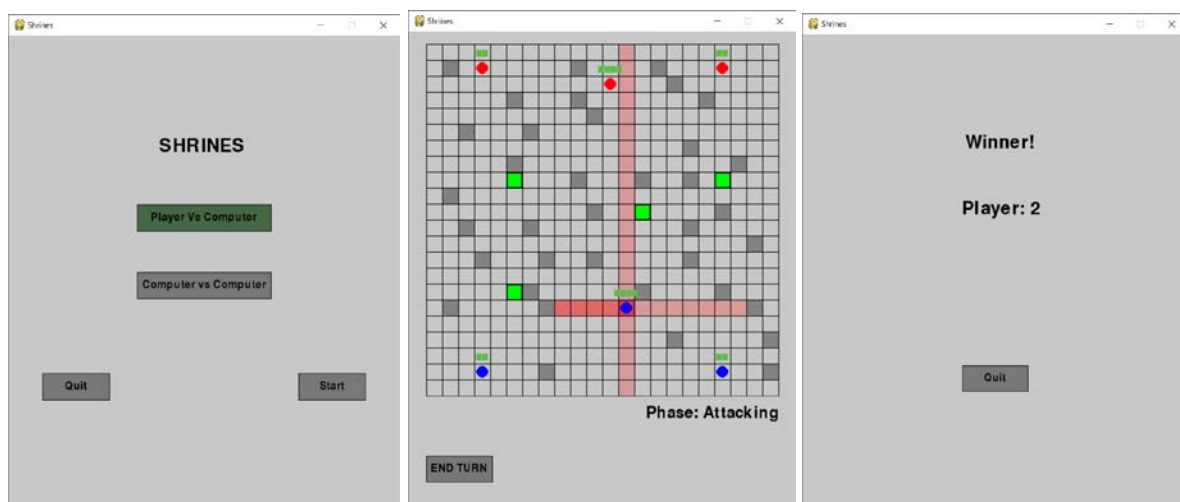 Shrines
SHRINES
Player Vs Computer
Computer vs Computer
Quit
Start
Shrines
Phase: Attacking
END TURN
Shrines
Winner!
Player: 2
Quit